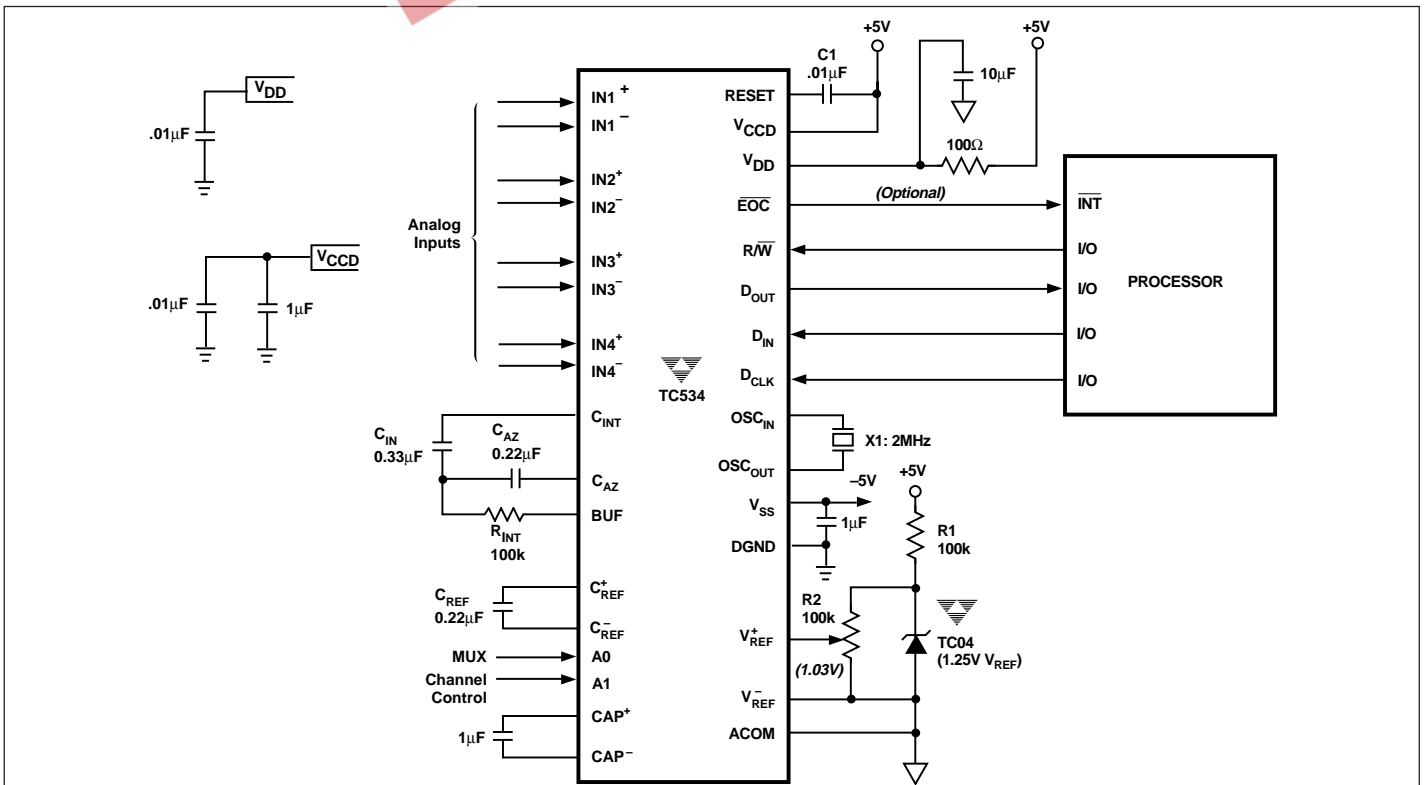 VDD
.01µF
VCCD
.01µF
1µF
Analog
Inputs
IN1+
IN1–
IN2+
IN2–
IN3+
IN3–
IN4+
IN4–
TC534
CINT
CIN
0.33µF
CAZ
0.22µF
CAZ
BUF
RINT
100k
CREF
0.22µF
C+REF
C–REF
MUX
Channel
Control
A0
A1
1µF
CAP+
CAP–
RESET
C1
.01µF
+5V
VCCD
VDD
10µF
100Ω
+5V
EOC
(Optional)
R/W
DOUT
DIN
DCLK
INT
I/O
I/O
I/O
I/O
PROCESSOR
OSCIN
OSCOUT
X1: 2MHz
VSS
–5V
1µF
DGND
+5V
R1
100k
R2
100k
V+REF
(1.03V)
TC04
(1.25V VREF)
V–REF
ACOM